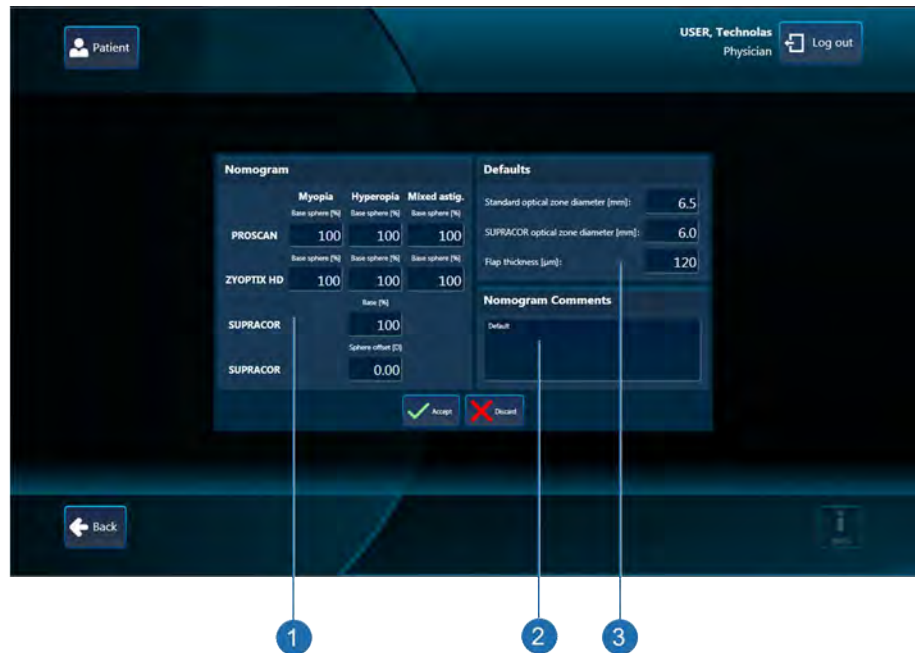 Patient
USER, Technolas
Physician
Log out
Nomogram
Myopia Hyperopia Mixed astig.
Base sphere [%] Base sphere [%] Base sphere [%]
PROSCAN 100 100 100
Base sphere [%] Base sphere [%] Base sphere [%]
ZYOPTIX HD 100 100 100
Base [%]
SUPRACOR 100
Sphere offset [D]
SUPRACOR 0.00
Defaults
Standard optical zone diameter [mm]: 6.5
SUPRACOR optical zone diameter [mm]: 6.0
Flap thickness [µm]: 120
Nomogram Comments
Default
Accept Discard
Back
1 2 3